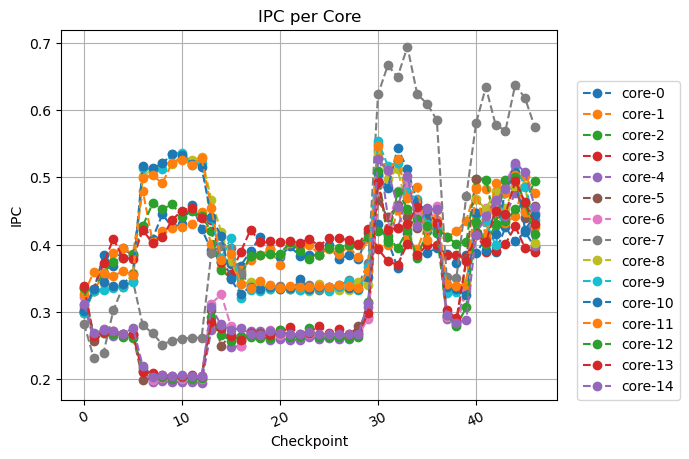 IPC per Core
IPC
0.7
0.6
0.5
0.4
0.3
0.2
0
10
20
30
40
Checkpoint
core-0
core-1
core-2
core-3
core-4
core-5
core-6
core-7
core-8
core-9
core-10
core-11
core-12
core-13
core-14